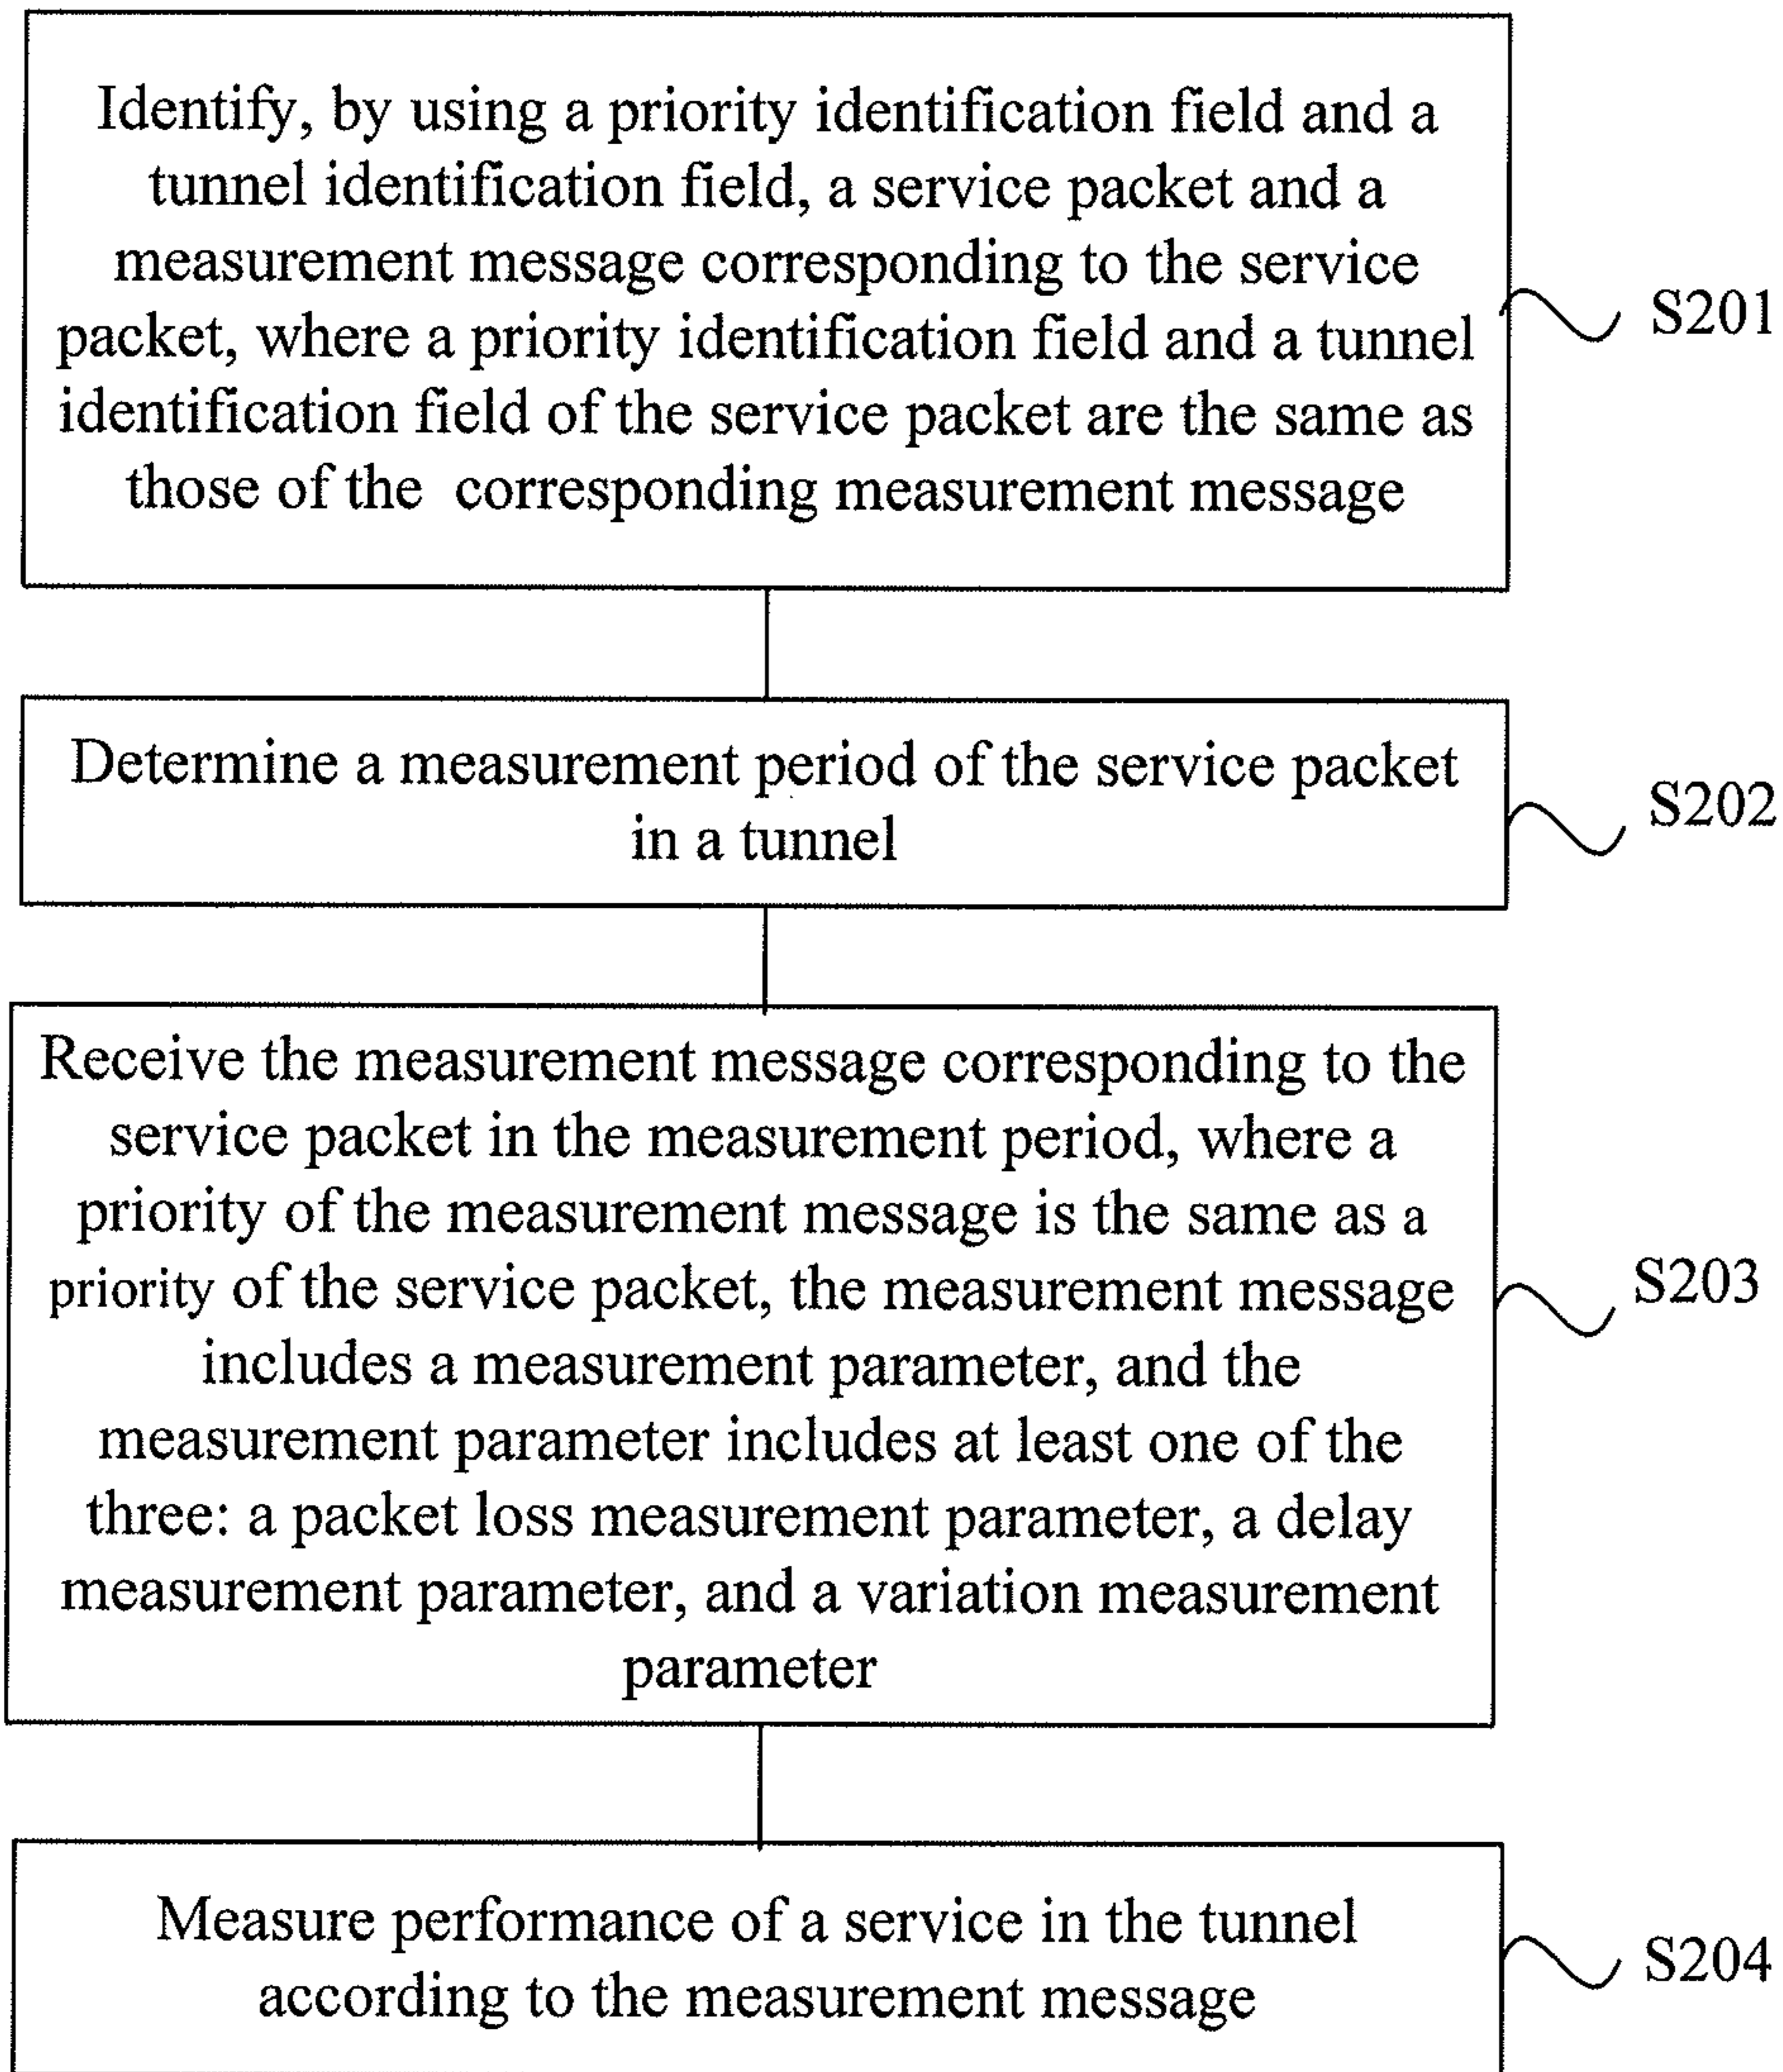 Identify, by using a priority identification field and a
tunnel identification field, a service packet and a
measurement message corresponding to the service
packet, where a priority identification field and a tunnel
identification field of the service packet are the same as
those of the corresponding measurement message
S201
Determine a measurement period of the service packet
in a tunnel
S202
Receive the measurement message corresponding to the
service packet in the measurement period, where a
priority of the measurement message is the same as a
priority of the service packet, the measurement message
includes a measurement parameter, and the
measurement parameter includes at least one of the
three: a packet loss measurement parameter, a delay
measurement parameter, and a variation measurement
parameter
S203
Measure performance of a service in the tunnel
according to the measurement message
S204